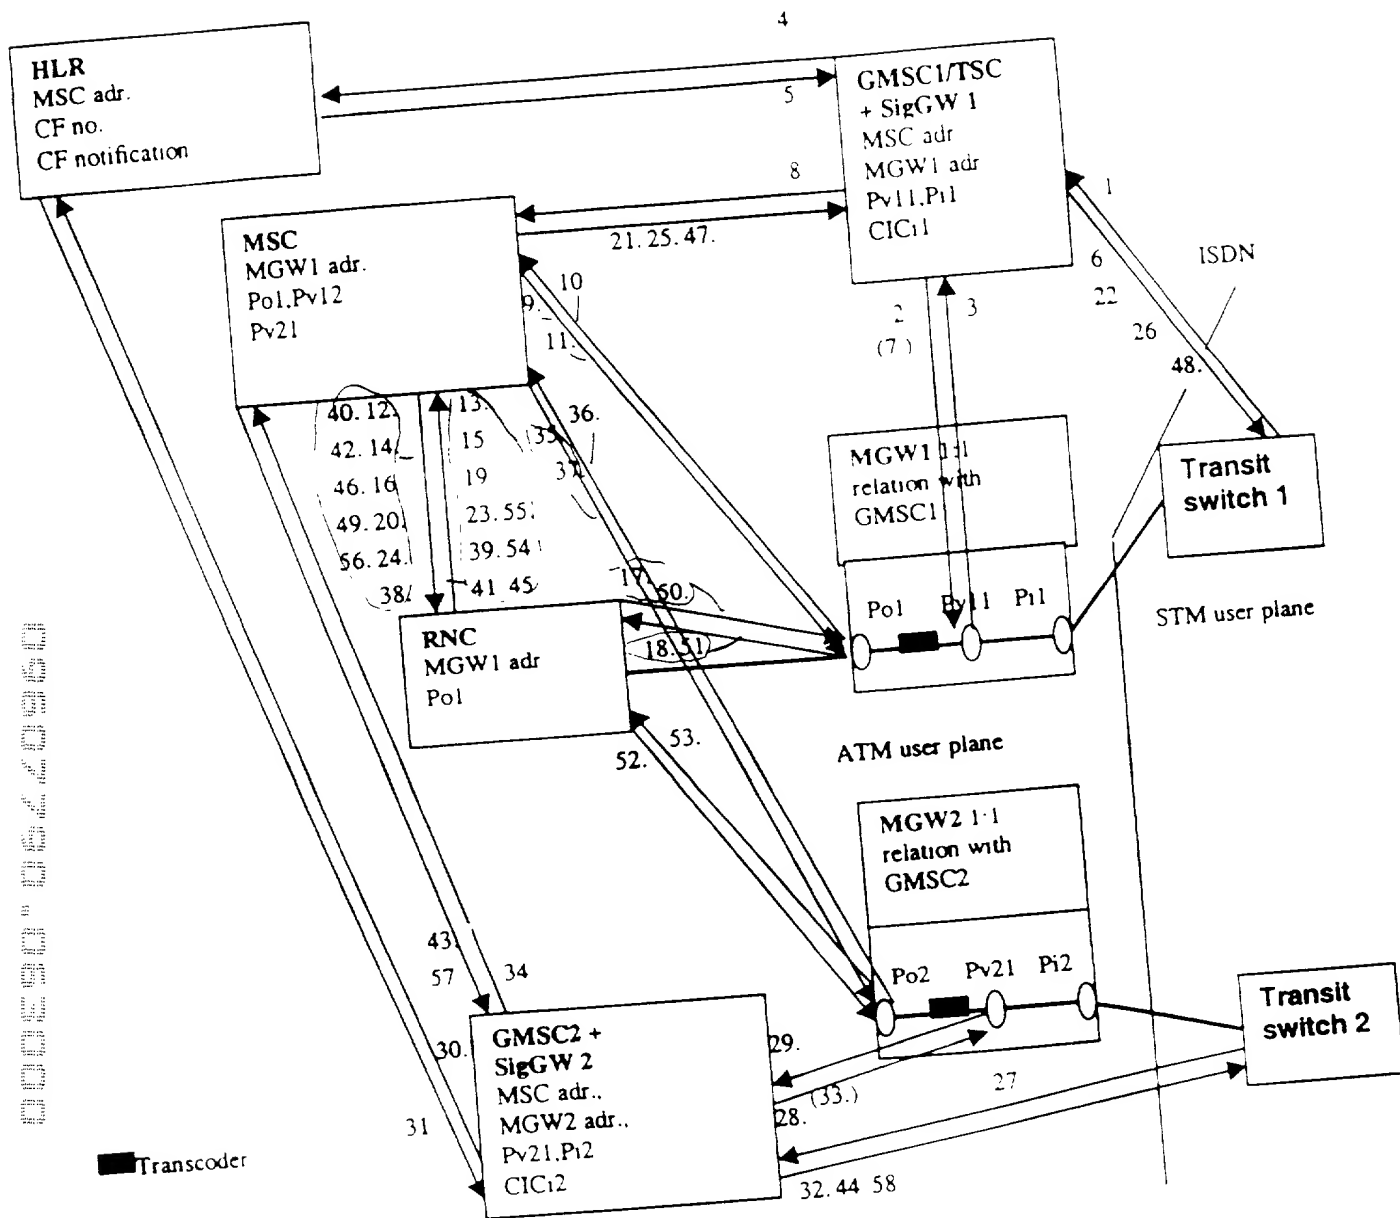 4
HLR
MSC adr.
CF no.
CF notification
5
GMSC1/TSC
+ SigGW 1
MSC adr
MGW1 adr
Pv11.Pi1
CICi1
8
21. 25. 47.
1
6
22
26
48.
ISDN
MSC
MGW1 adr.
Po1.Pv12
Pv21
10
9.
11.
2
(7)
3
40. 12.
42. 14.
46. 16
49. 20.
56. 24.
38.
13.
15
19
23. 55.
39. 54
41. 45
35.
36.
37.
MGW1 1:1
relation with
GMSC1
Po1
Pv11
Pi1
Transit
switch 1
STM user plane
17.
50.
18. 51
RNC
MGW1 adr
Po1
52.
53.
ATM user plane
MGW2 1:1
relation with
GMSC2
Po2
Pv21
Pi2
Transit
switch 2
43.
57
34
30.
31
GMSC2 +
SigGW 2
MSC adr..
MGW2 adr..
Pv21.Pi2
CICi2
29.
(33.)
28.
27
32. 44 58
Transcoder